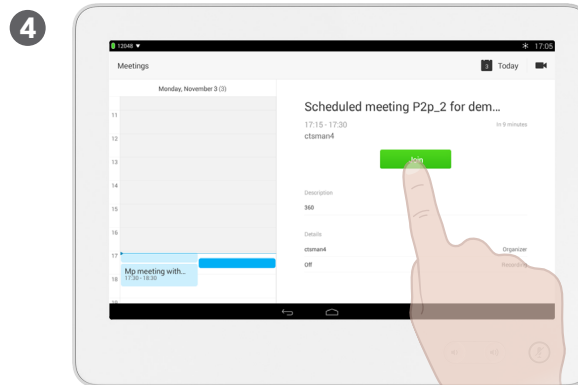 4
12048 ▼ 17:05
Meetings 3 Today
Monday, November 3 (3)
Scheduled meeting P2p_2 for dem...
17:15 - 17:30 In 9 minutes
ctsman4
Join
Description
360
Details
ctsman4 Organizer
Off Recording
11
12
13
14
15
16
17
18
19
Mp meeting with...
17:30 - 18:30